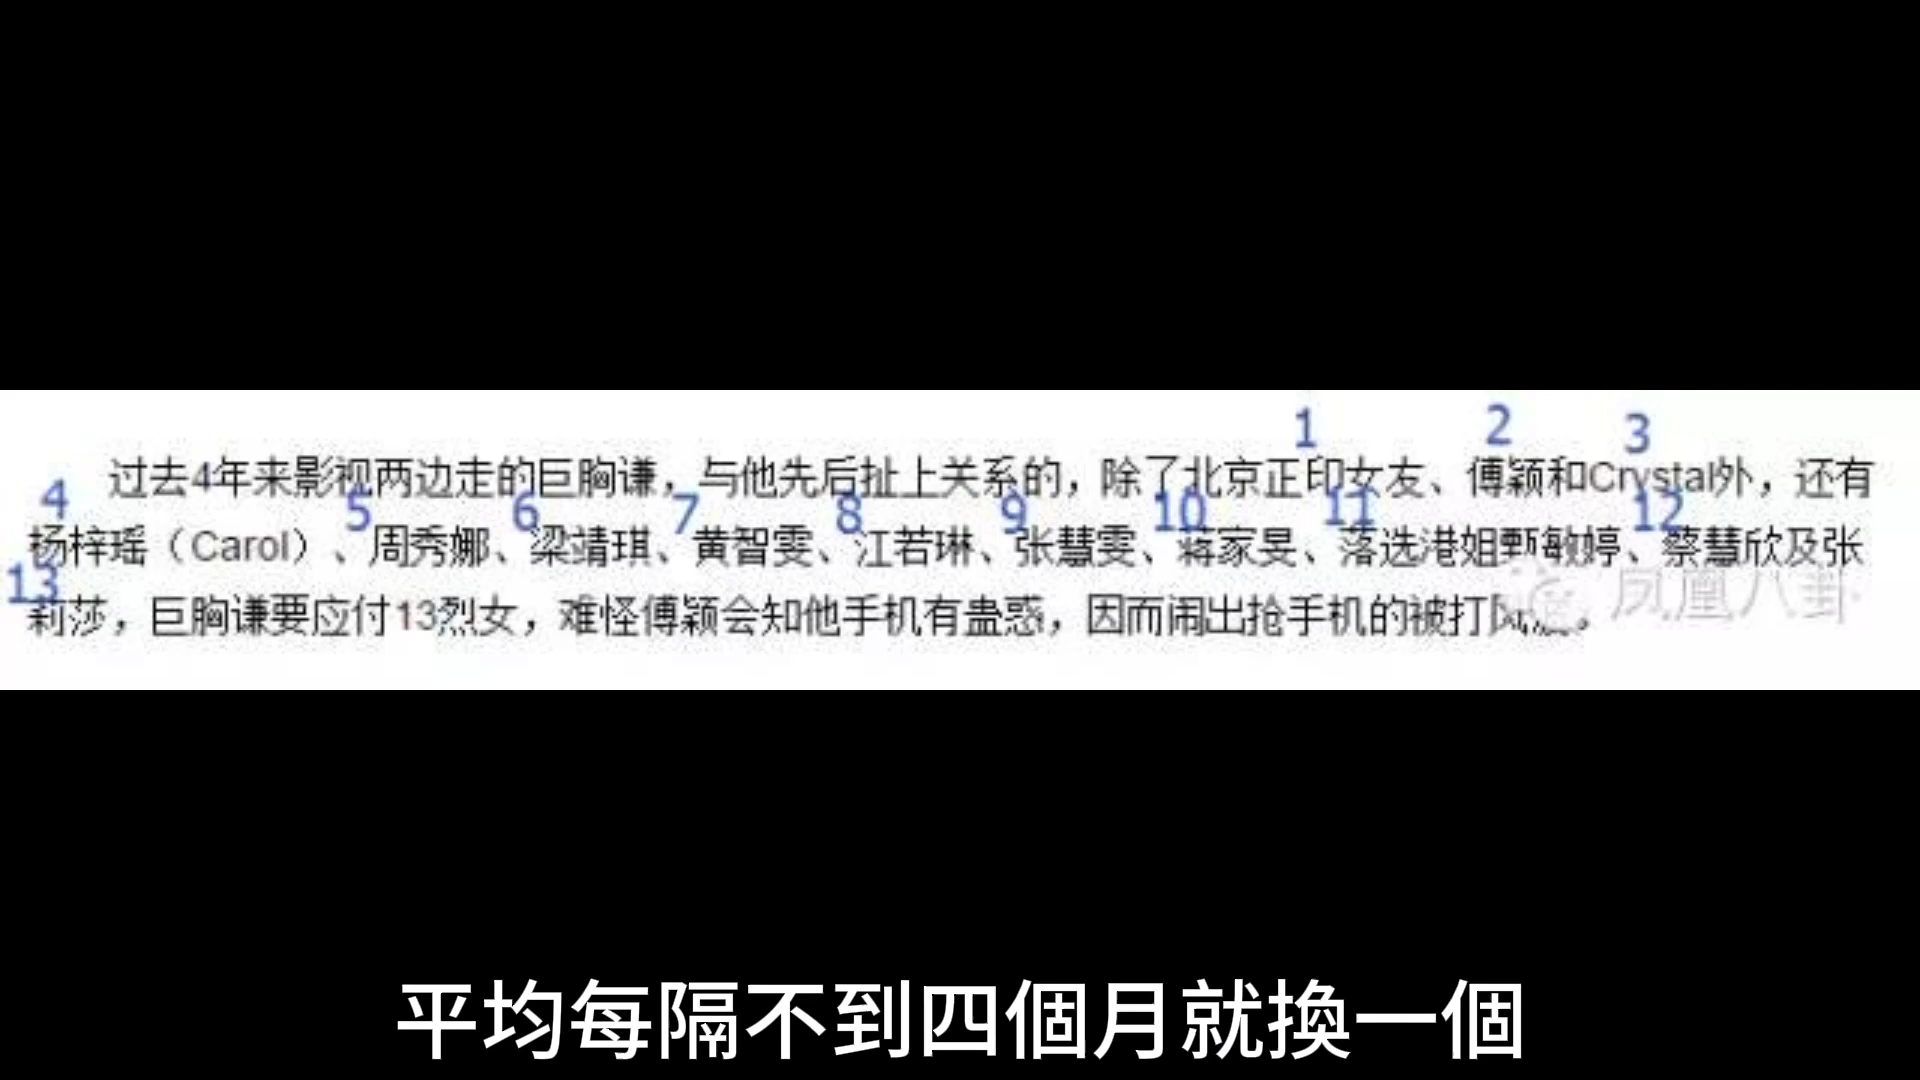 1 2 3
过去4年来影视两边走的巨胸谦，与他先后扯上关系的，除了北京正印女友、傅颖和Crystal外，还有
4 5 6 7 8 9 10 11 12
杨梓瑶（Carol）、周秀娜、梁靖琪、黄智雯、江若琳、张慧雯、蒋家旻、落选港姐甄敏婷、蔡慧欣及张
13
莉莎，巨胸谦要应付13烈女，难怪傅颖会知他手机有蛊惑，因而闹出抢手机的被打风
凤凰八卦
平均每隔不到四個月就換一個